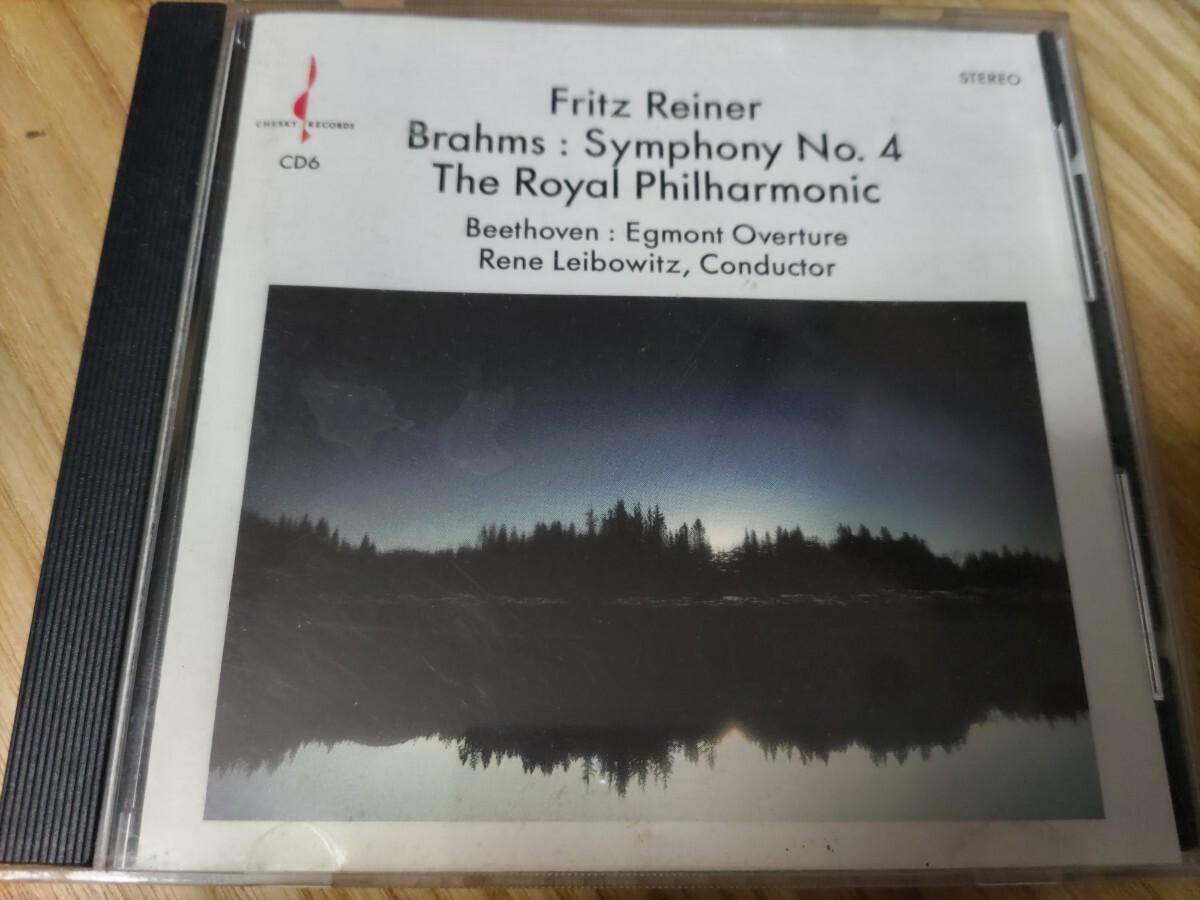 CHESKY RECORDS
CD6
STEREO
Fritz Reiner
Brahms : Symphony No. 4
The Royal Philharmonic
Beethoven : Egmont Overture
Rene Leibowitz, Conductor